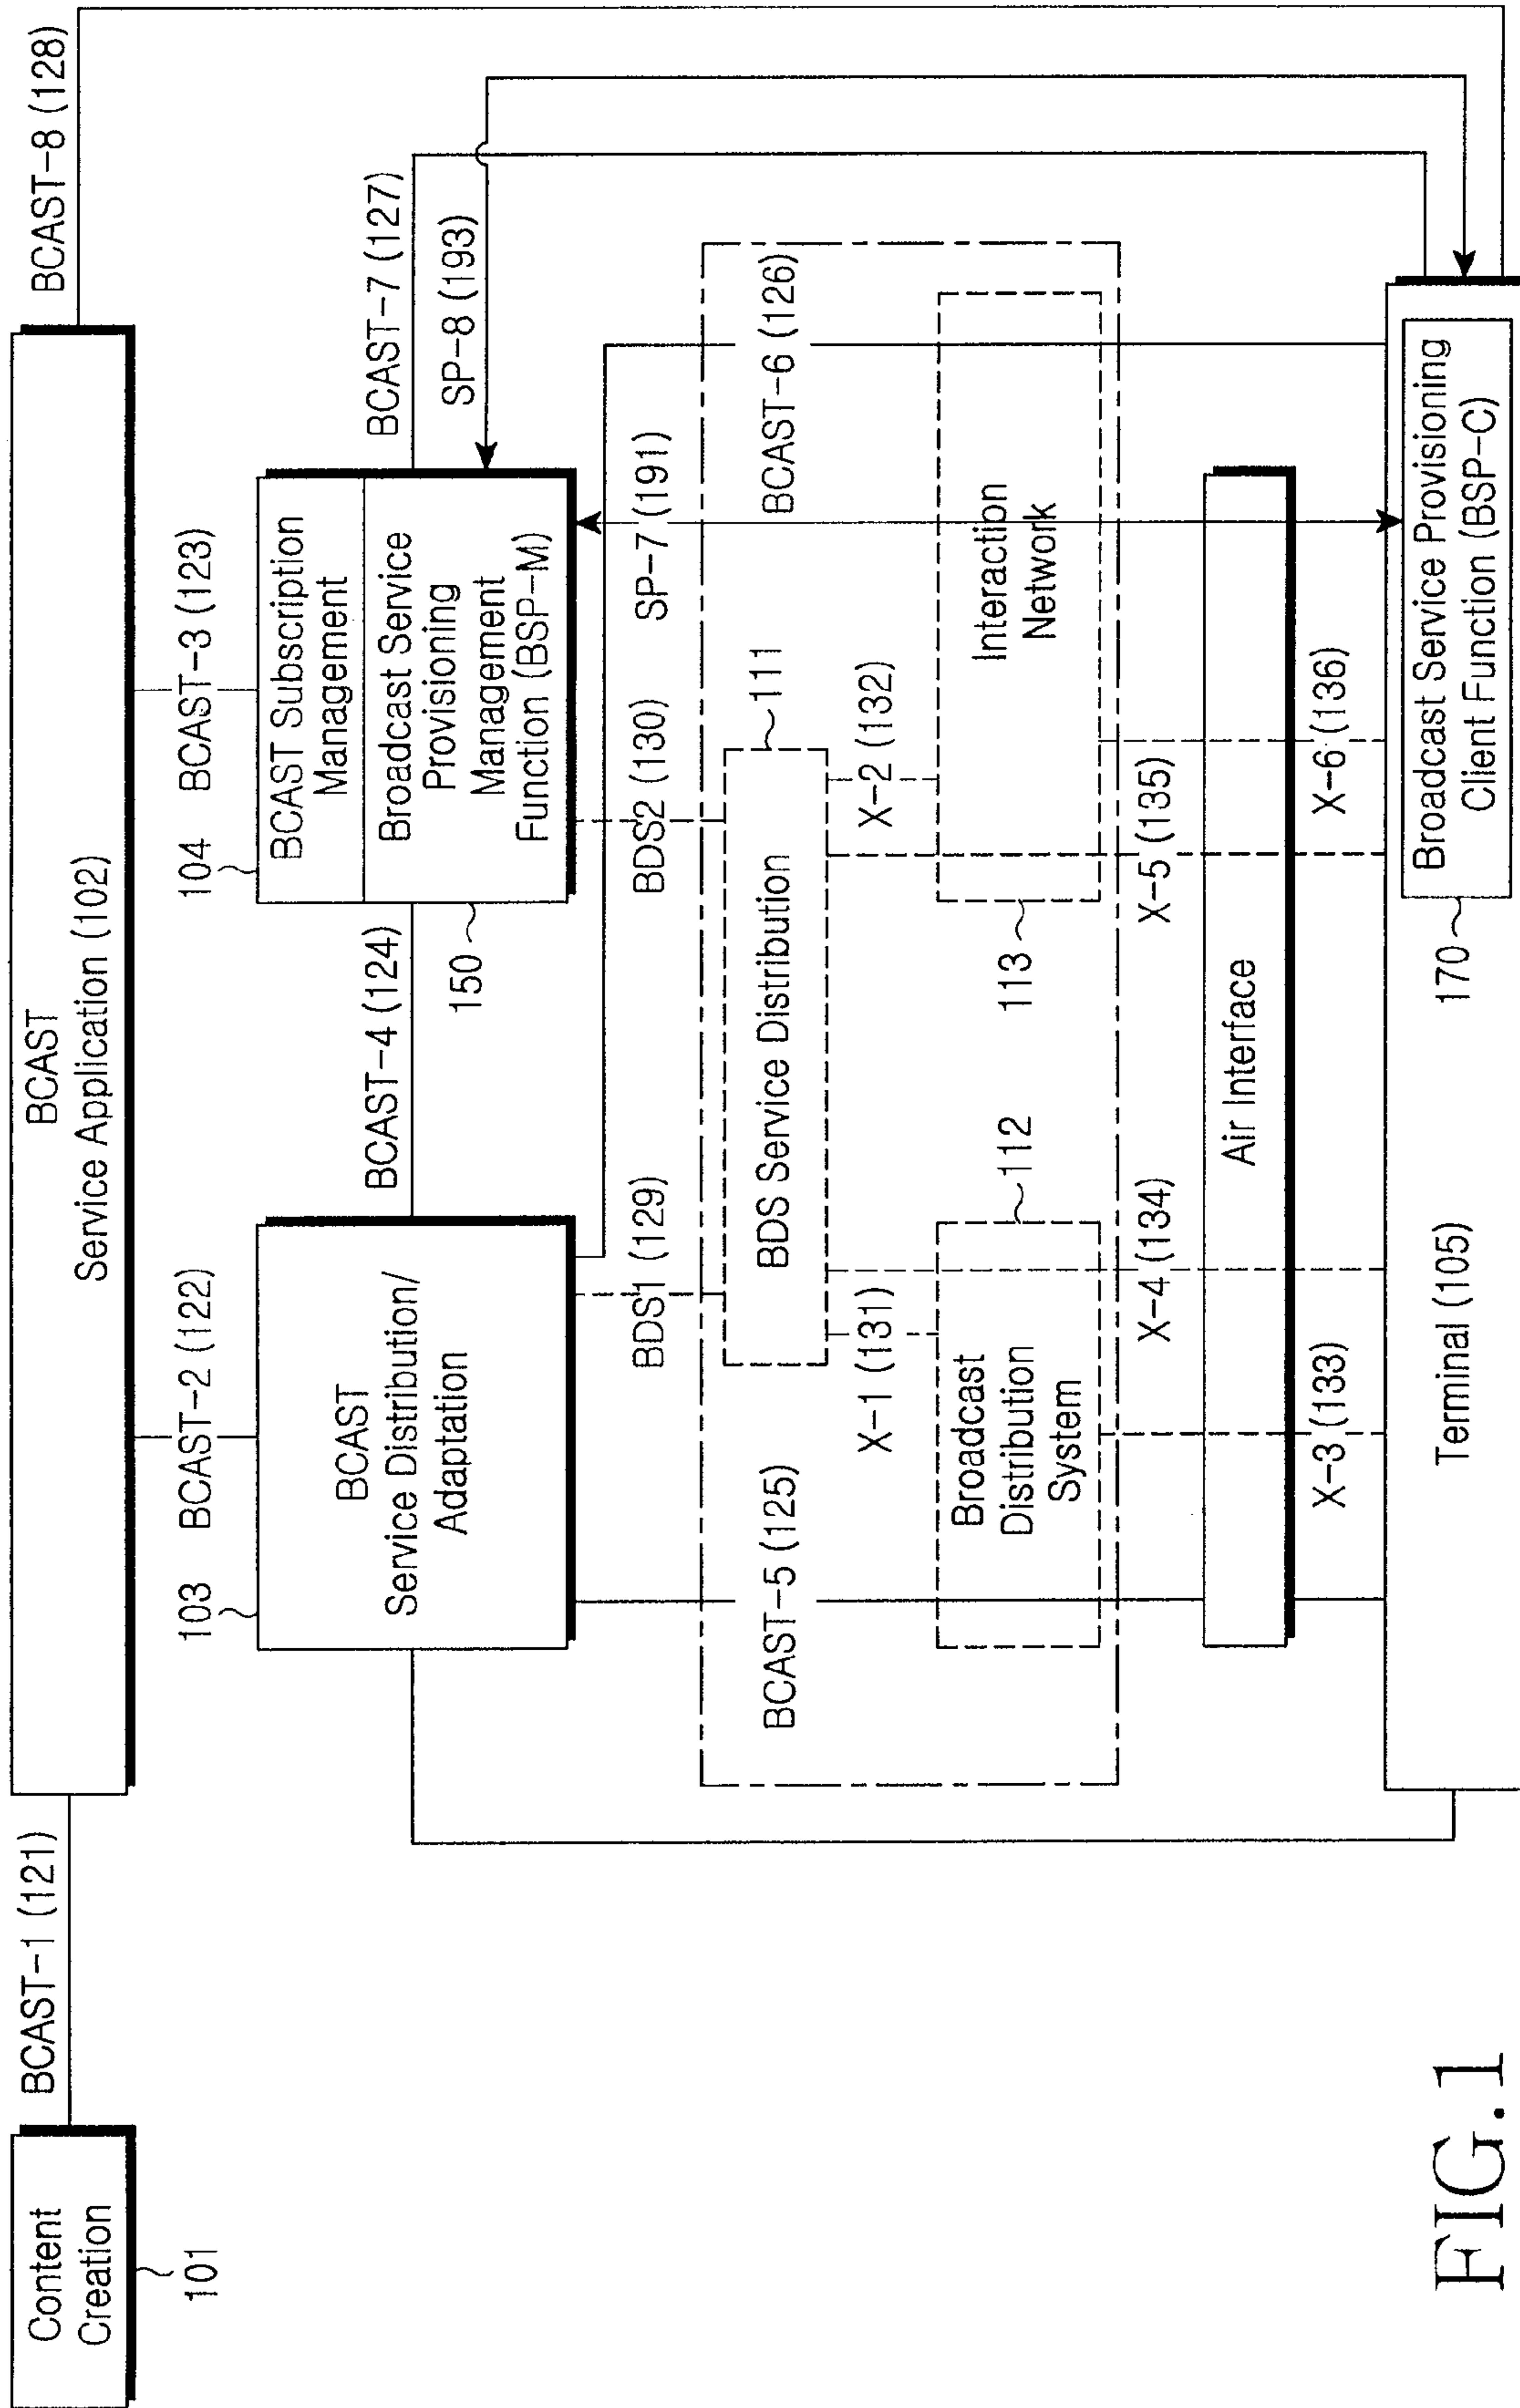 Content
Creation
101
BCAST-1 (121)
BCAST
Service Application (102)
BCAST-8 (128)
BCAST-2 (122)
BCAST-3 (123)
103
BCAST
Service Distribution/
Adaptation
BCAST-4 (124)
104
BCAST Subscription
Management
Broadcast Service
Provisioning
Management
Function (BSP-M)
150
BCAST-7 (127)
SP-8 (193)
BDS1 (129)
BDS2 (130)
SP-7 (191)
BCAST-5 (125)
BCAST-6 (126)
BDS Service Distribution
111
X-1 (131)
X-2 (132)
Broadcast
Distribution
System
112
Interaction
Network
113
X-4 (134)
X-5 (135)
Air Interface
X-3 (133)
X-6 (136)
Terminal (105)
Broadcast Service Provisioning
Client Function (BSP-C)
170
FIG.1